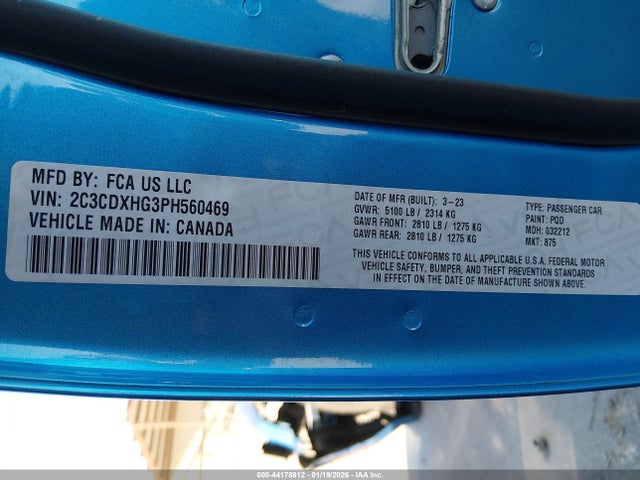 MFD BY: FCA US LLC
VIN: 2C3CDXHG3PH560469
VEHICLE MADE IN: CANADA
DATE OF MFR (BUILT): 3-23
GVWR: 5100 LB / 2314 KG
GAWR FRONT: 2810 LB / 1275 KG
GAWR REAR: 2810 LB / 1275 KG
TYPE: PASSENGER CAR
PAINT: PQD
MDH: 032212
MKT: 875
THIS VEHICLE CONFORMS TO ALL APPLICABLE U.S.A. FEDERAL MOTOR
VEHICLE SAFETY, BUMPER, AND THEFT PREVENTION STANDARDS
IN EFFECT ON THE DATE OF MANUFACTURE SHOWN ABOVE.
000-44178812 - 01/19/2026 - IAAI.com